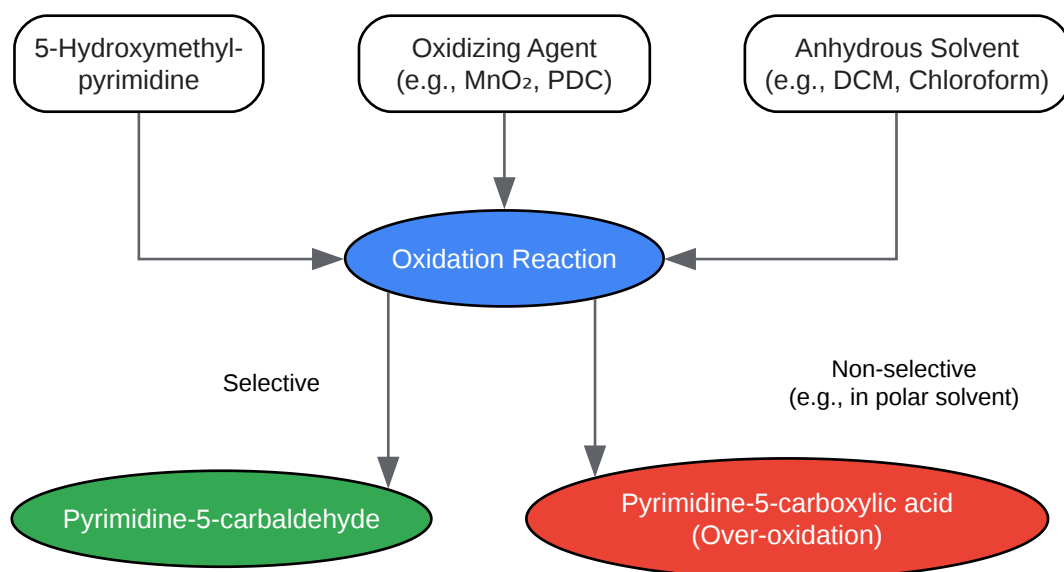 5-Hydroxymethyl-
pyrimidine
Oxidizing Agent
(e.g., MnO₂, PDC)
Anhydrous Solvent
(e.g., DCM, Chloroform)
Oxidation Reaction
Selective
Non-selective
(e.g., in polar solvent)
Pyrimidine-5-carbaldehyde
Pyrimidine-5-carboxylic acid
(Over-oxidation)